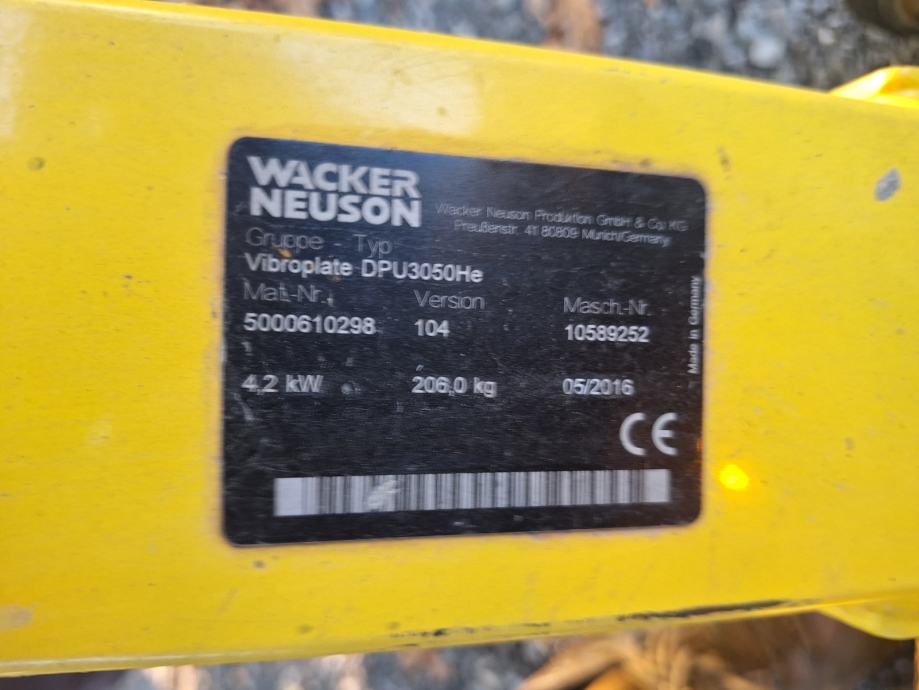 WACKER
NEUSON
Wacker Neuson Produktion GmbH & Co. KG
Preußenstr. 41 80809 Munich/Germany
Gruppe - Typ
Vibroplate DPU3050He
Mat.-Nr. Version Masch.-Nr.
5000610298 104 10589252
4,2 kW 206,0 kg 05/2016
Made in Germany
CE